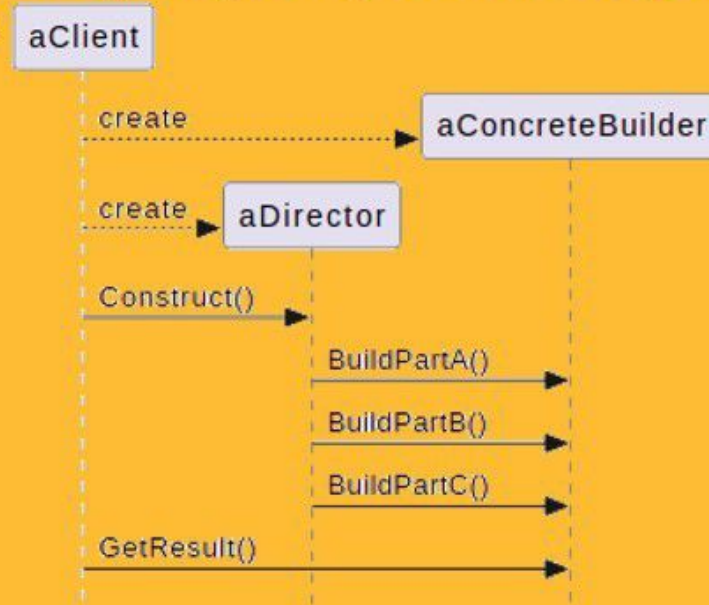 aClient
create
aConcreteBuilder
create
aDirector
Construct()
BuildPartA()
BuildPartB()
BuildPartC()
GetResult()